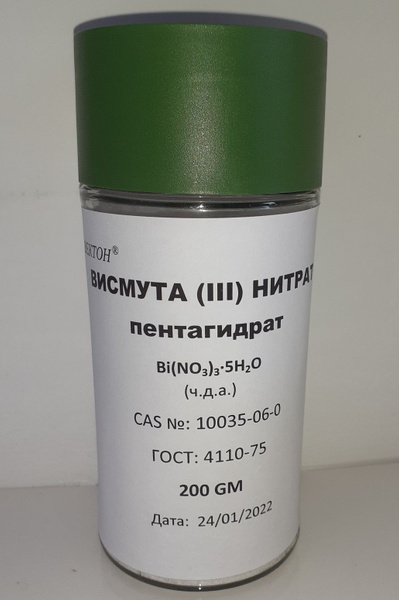 ЕКТОН®
ВИСМУТА (III) НИТРАТ
пентагидрат
Bi(NO₃)₃·5H₂O
(ч.д.а.)
CAS №: 10035-06-0
ГОСТ: 4110-75
200 GM
Дата: 24/01/2022